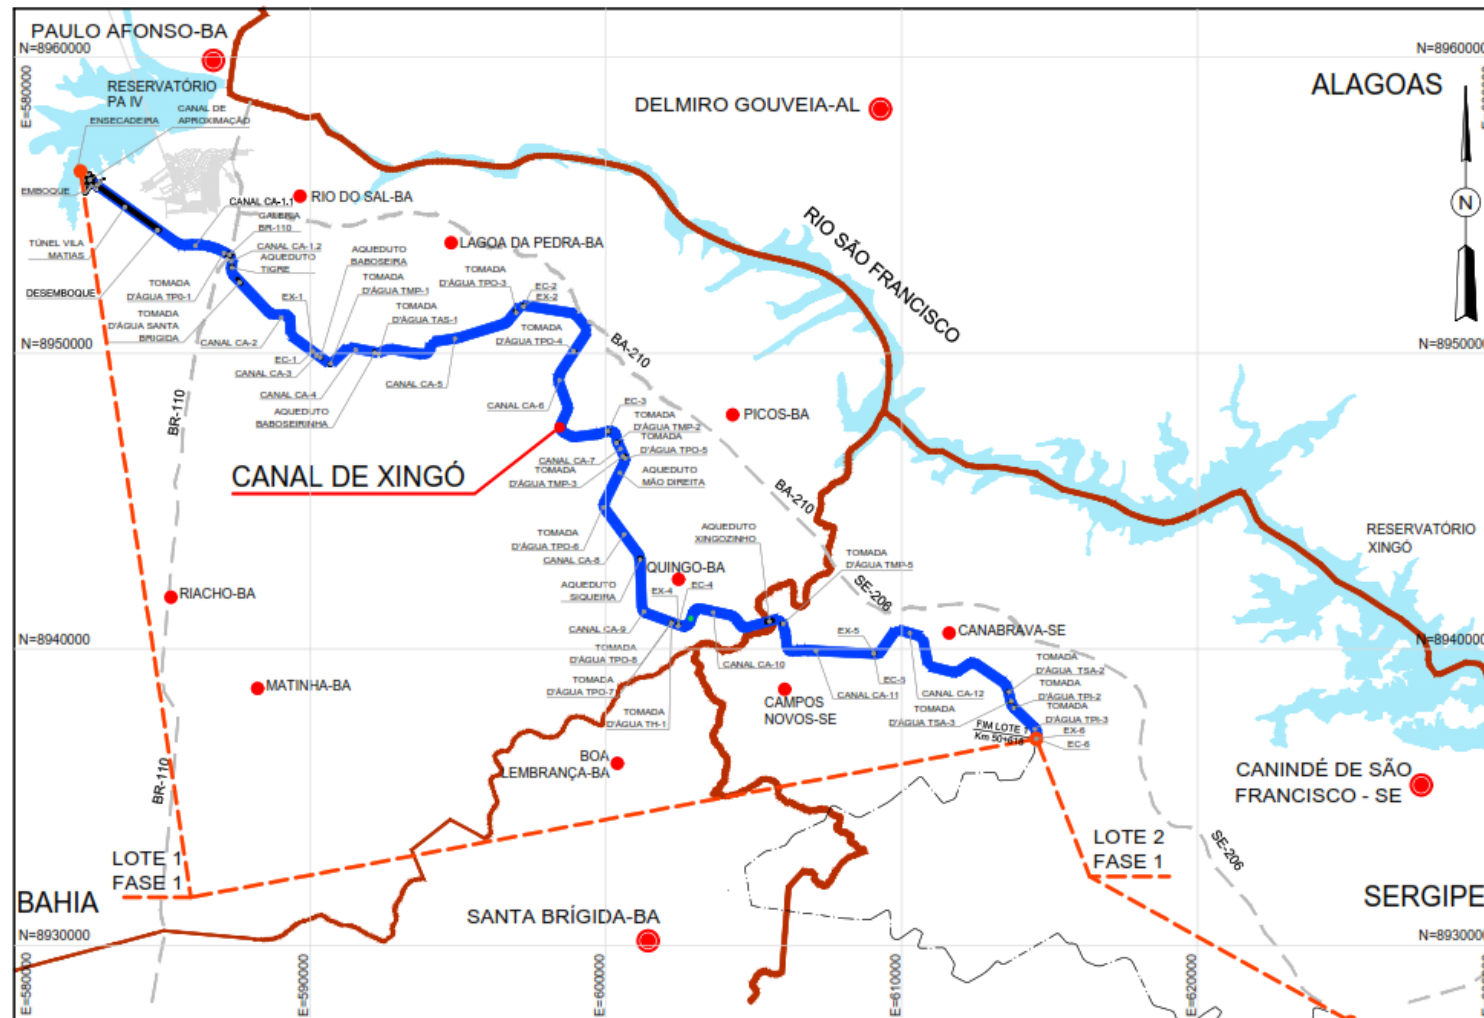 PAULO AFONSO-BA
N=8960000
N=8960000
E=580000
RESERVATÓRIO
PA IV
ENSECADEIRA
CANAL DE
APROXIMAÇÃO
DELMIRO GOUVEIA-AL
ALAGOAS
N
EMBOQUE
RIO DO SAL-BA
CANAL CA-1.1
GALERIA
BR-110
TÚNEL VILA
MATIAS
CANAL CA-1.2
AQUEDUTO
TIGRE
AQUEDUTO
BABOSEIRA
LAGOA DA PEDRA-BA
RIO SÃO FRANCISCO
DESEMBOQUE
TOMADA
D'ÁGUA TPO-1
TOMADA
D'ÁGUA TMP-1
TOMADA
D'ÁGUA TPO-3
EC-2
EX-2
EX-1
TOMADA
D'ÁGUA SANTA
BRIGIDA
TOMADA
D'ÁGUA TAS-1
TOMADA
D'ÁGUA TPO-4
CANAL CA-2
N=8950000
N=8950000
BA-210
EC-1
CANAL CA-3
CANAL CA-4
CANAL CA-5
AQUEDUTO
BABOSEIRINHA
CANAL CA-6
BR-110
EC-3
PICOS-BA
TOMADA
D'ÁGUA TMP-2
TOMADA
D'ÁGUA TPO-5
CANAL CA-7
TOMADA
D'ÁGUA TMP-3
AQUEDUTO
MÃO DIREITA
CANAL DE XINGÓ
BA-210
AQUEDUTO
XINGOZINHO
TOMADA
D'ÁGUA TPO-6
CANAL CA-8
TOMADA
D'ÁGUA TMP-5
RESERVATÓRIO
XINGÓ
QUINGO-BA
AQUEDUTO
SIQUEIRA
EX-4
EC-4
SE-206
RIACHO-BA
CANAL CA-9
EX-5
CANABRAVA-SE
N=8940000
N=8940000
TOMADA
D'ÁGUA TPO-8
CANAL CA-10
TOMADA
D'ÁGUA TSA-2
MATINHA-BA
TOMADA
D'ÁGUA TPO-7
EC-5
CANAL CA-11
CANAL CA-12
TOMADA
D'ÁGUA TPI-2
TOMADA
D'ÁGUA TH-1
CAMPOS
NOVOS-SE
TOMADA
D'ÁGUA TSA-3
TOMADA
D'ÁGUA TPI-3
FIM LOTE 1
Km 50+618
EX-6
EC-6
BOA
LEMBRANÇA-BA
BR-110
CANINDÉ DE SÃO
FRANCISCO - SE
LOTE 1
FASE 1
LOTE 2
FASE 1
SE-206
BAHIA
SERGIPE
SANTA BRÍGIDA-BA
N=8930000
N=8930000
E=580000
E=590000
E=600000
E=610000
E=620000